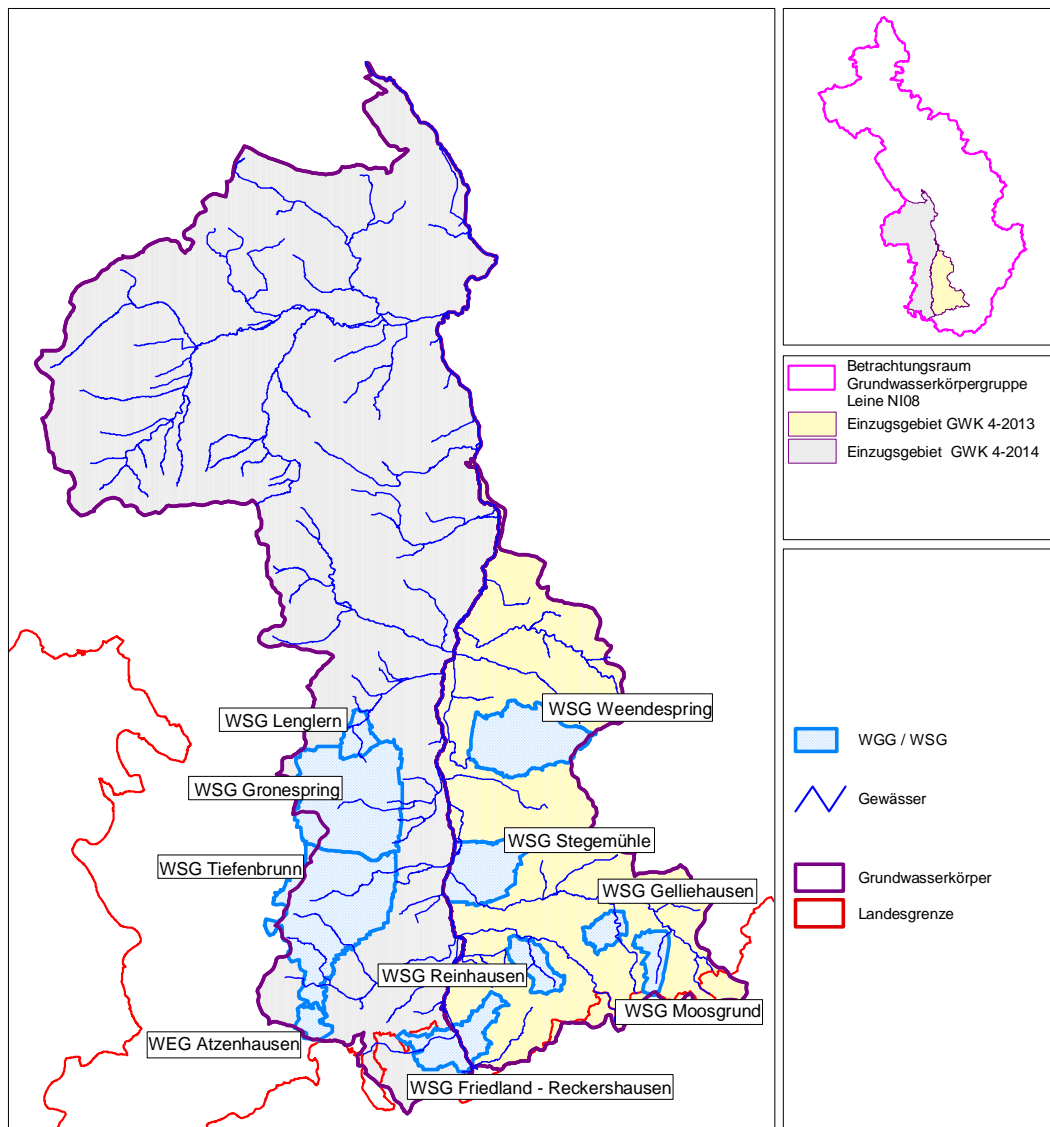 WSG Weendespring
WSG Lenglern
WSG Gronespring
WSG Stegemühle
WSG Tiefenbrunn
WSG Gelliehausen
WSG Reinhausen
WSG Moosgrund
WEG Atzenhausen
WSG Friedland - Reckershausen
Betrachtungsraum
Grundwasserkörpergruppe
Leine NI08
Einzugsgebiet GWK 4-2013
Einzugsgebiet GWK 4-2014
WGG / WSG
Gewässer
Grundwasserkörper
Landesgrenze